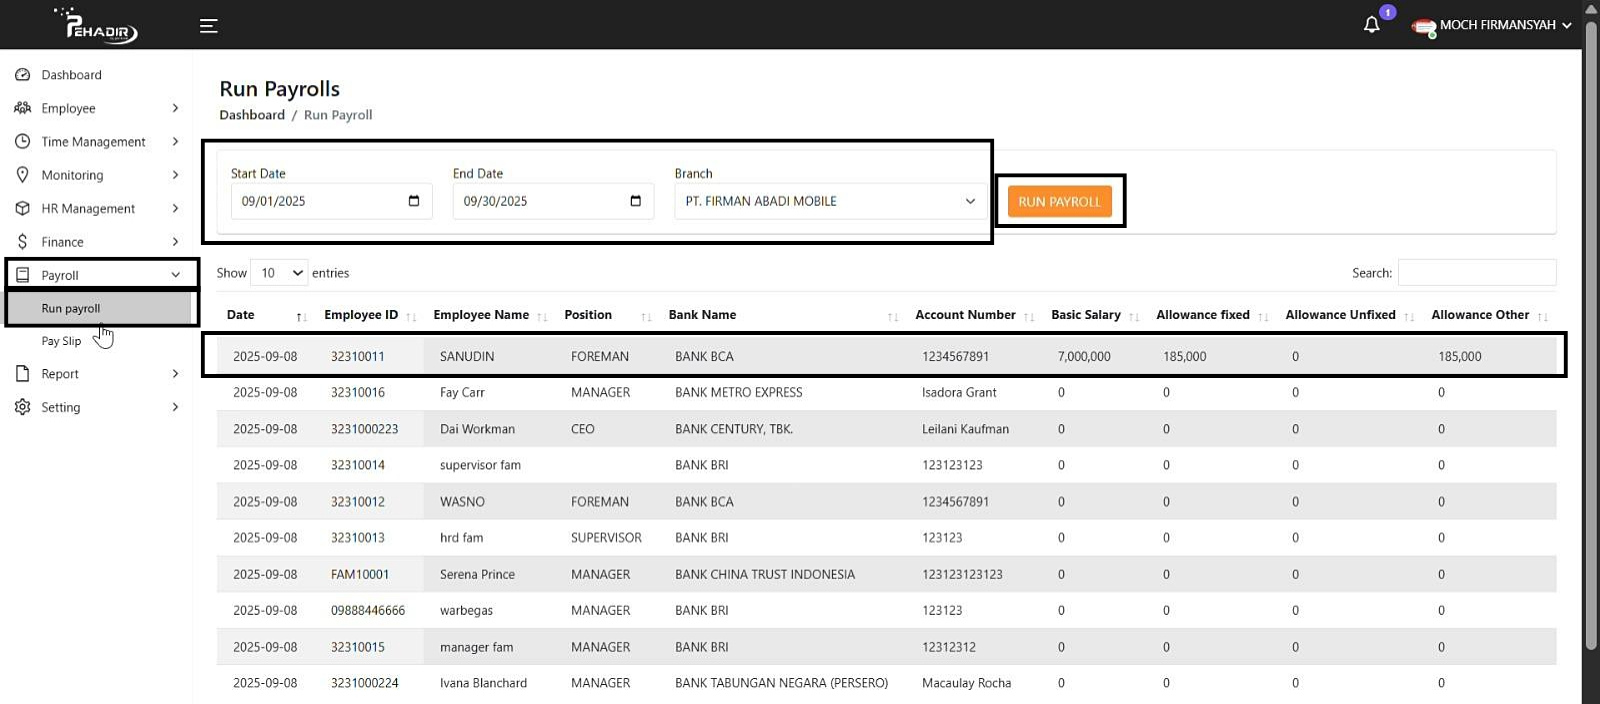 PEHADIR
1
MOCH FIRMANSYAH
Dashboard
Employee
Time Management
Monitoring
HR Management
Finance
Payroll
Run payroll
Pay Slip
Report
Setting
Run Payrolls
Dashboard / Run Payroll
Start Date End Date Branch
09/01/2025 09/30/2025 PT. FIRMAN ABADI MOBILE RUN PAYROLL
Show 10 entries Search:
Date Employee ID Employee Name Position Bank Name Account Number Basic Salary Allowance fixed Allowance Unfixed Allowance Other
2025-09-08 32310011 SANUDIN FOREMAN BANK BCA 1234567891 7,000,000 185,000 0 185,000
2025-09-08 32310016 Fay Carr MANAGER BANK METRO EXPRESS Isadora Grant 0 0 0 0
2025-09-08 3231000223 Dai Workman CEO BANK CENTURY, TBK. Leilani Kaufman 0 0 0 0
2025-09-08 32310014 supervisor fam BANK BRI 123123123 0 0 0 0
2025-09-08 32310012 WASNO FOREMAN BANK BCA 1234567891 0 0 0 0
2025-09-08 32310013 hrd fam SUPERVISOR BANK BRI 123123 0 0 0 0
2025-09-08 FAM10001 Serena Prince MANAGER BANK CHINA TRUST INDONESIA 123123123123 0 0 0 0
2025-09-08 09888446666 warbegas MANAGER BANK BRI 123123 0 0 0 0
2025-09-08 32310015 manager fam MANAGER BANK BRI 12312312 0 0 0 0
2025-09-08 3231000224 Ivana Blanchard MANAGER BANK TABUNGAN NEGARA (PERSERO) Macaulay Rocha 0 0 0 0